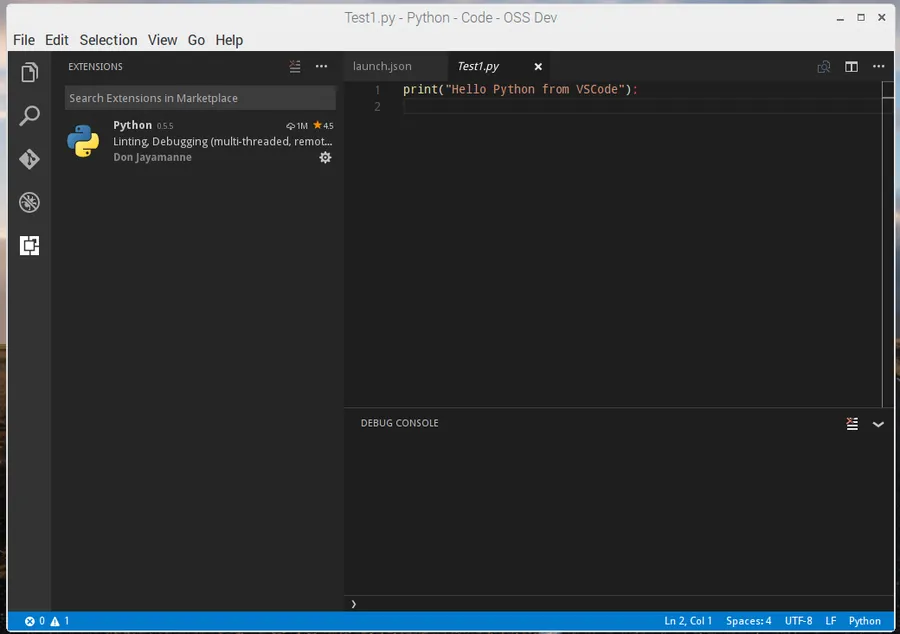 Test1.py - Python - Code - OSS Dev
File Edit Selection View Go Help
EXTENSIONS
launch.json Test1.py
Search Extensions in Marketplace
1 print("Hello Python from VSCode");
2
Python 0.5.5 1M 4.5
Linting, Debugging (multi-threaded, remot...
Don Jayamanne
DEBUG CONSOLE
0 1 Ln 2, Col 1 Spaces: 4 UTF-8 LF Python